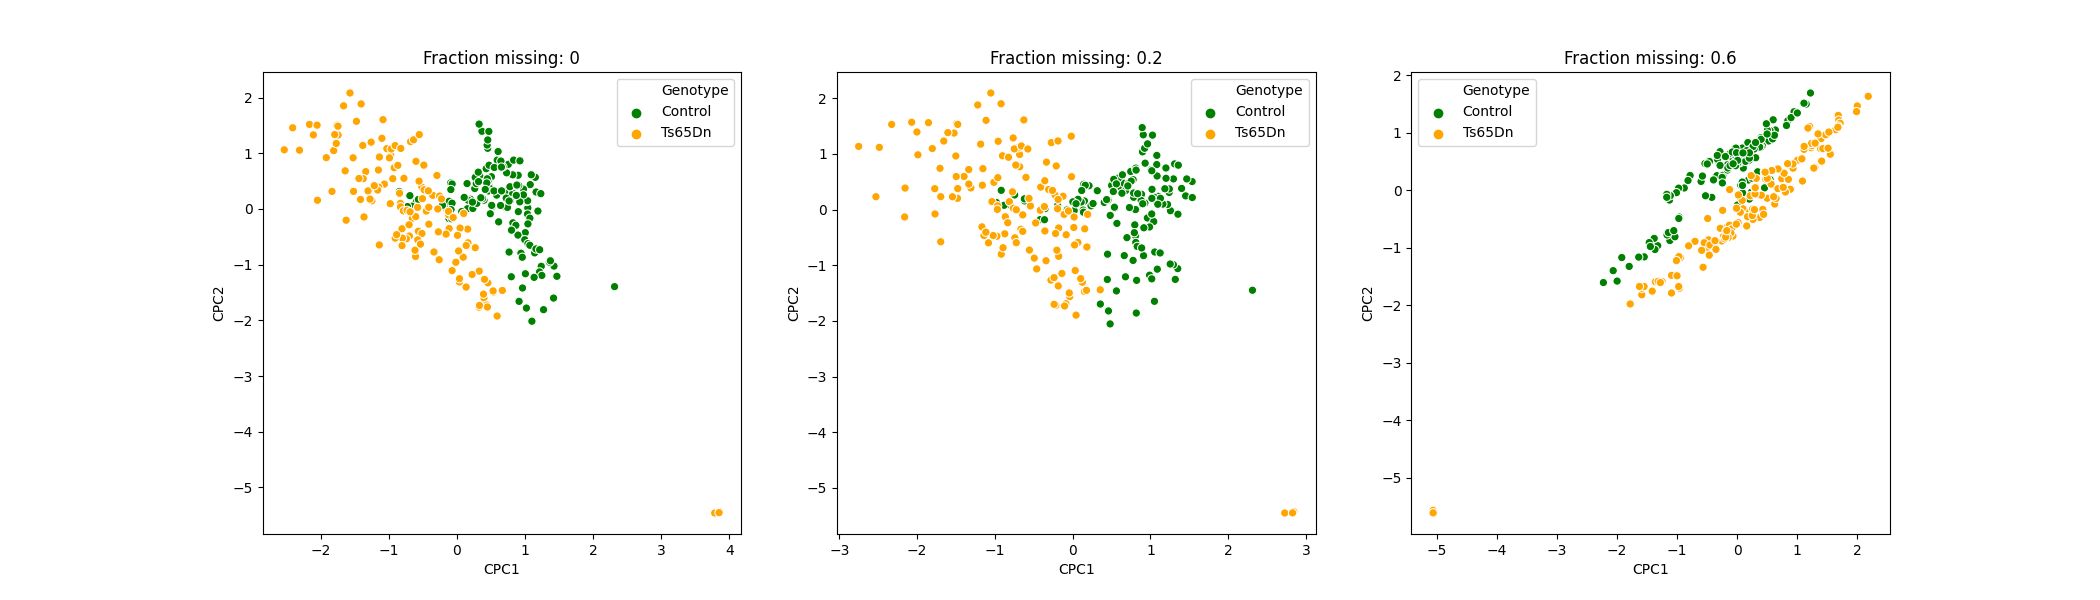 Fraction missing: 0
Genotype
Control
Ts65Dn
2
1
0
−1
−2
−3
−4
−5
CPC2
−2
−1
0
1
2
3
4
CPC1
Fraction missing: 0.2
Genotype
Control
Ts65Dn
2
1
0
−1
−2
−3
−4
−5
CPC2
−3
−2
−1
0
1
2
3
CPC1
Fraction missing: 0.6
Genotype
Control
Ts65Dn
2
1
0
−1
−2
−3
−4
−5
CPC2
−5
−4
−3
−2
−1
0
1
2
CPC1